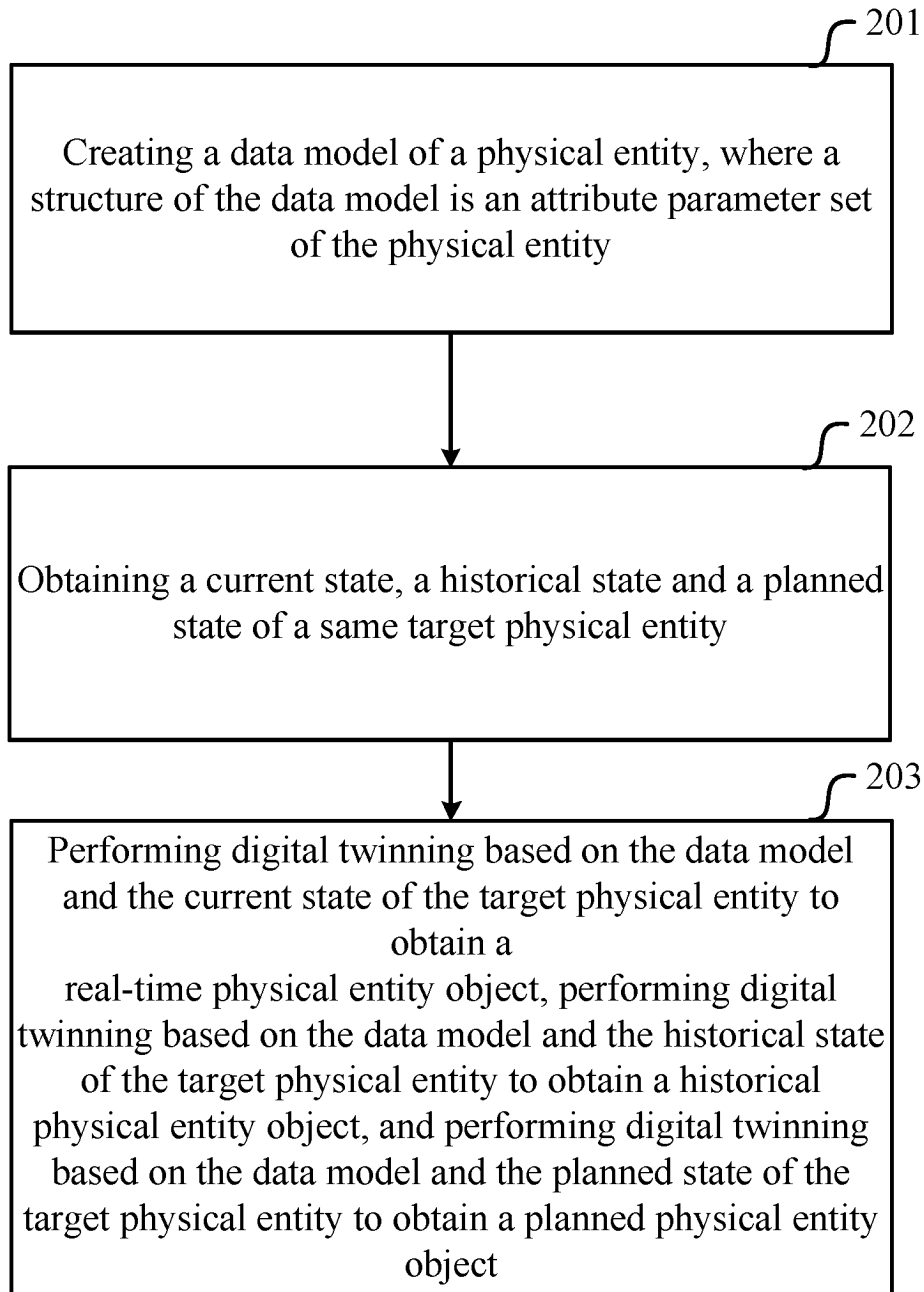 201
Creating a data model of a physical entity, where a
structure of the data model is an attribute parameter set
of the physical entity
202
Obtaining a current state, a historical state and a planned
state of a same target physical entity
203
Performing digital twinning based on the data model
and the current state of the target physical entity to
obtain a
real-time physical entity object, performing digital
twinning based on the data model and the historical state
of the target physical entity to obtain a historical
physical entity object, and performing digital twinning
based on the data model and the planned state of the
target physical entity to obtain a planned physical entity
object